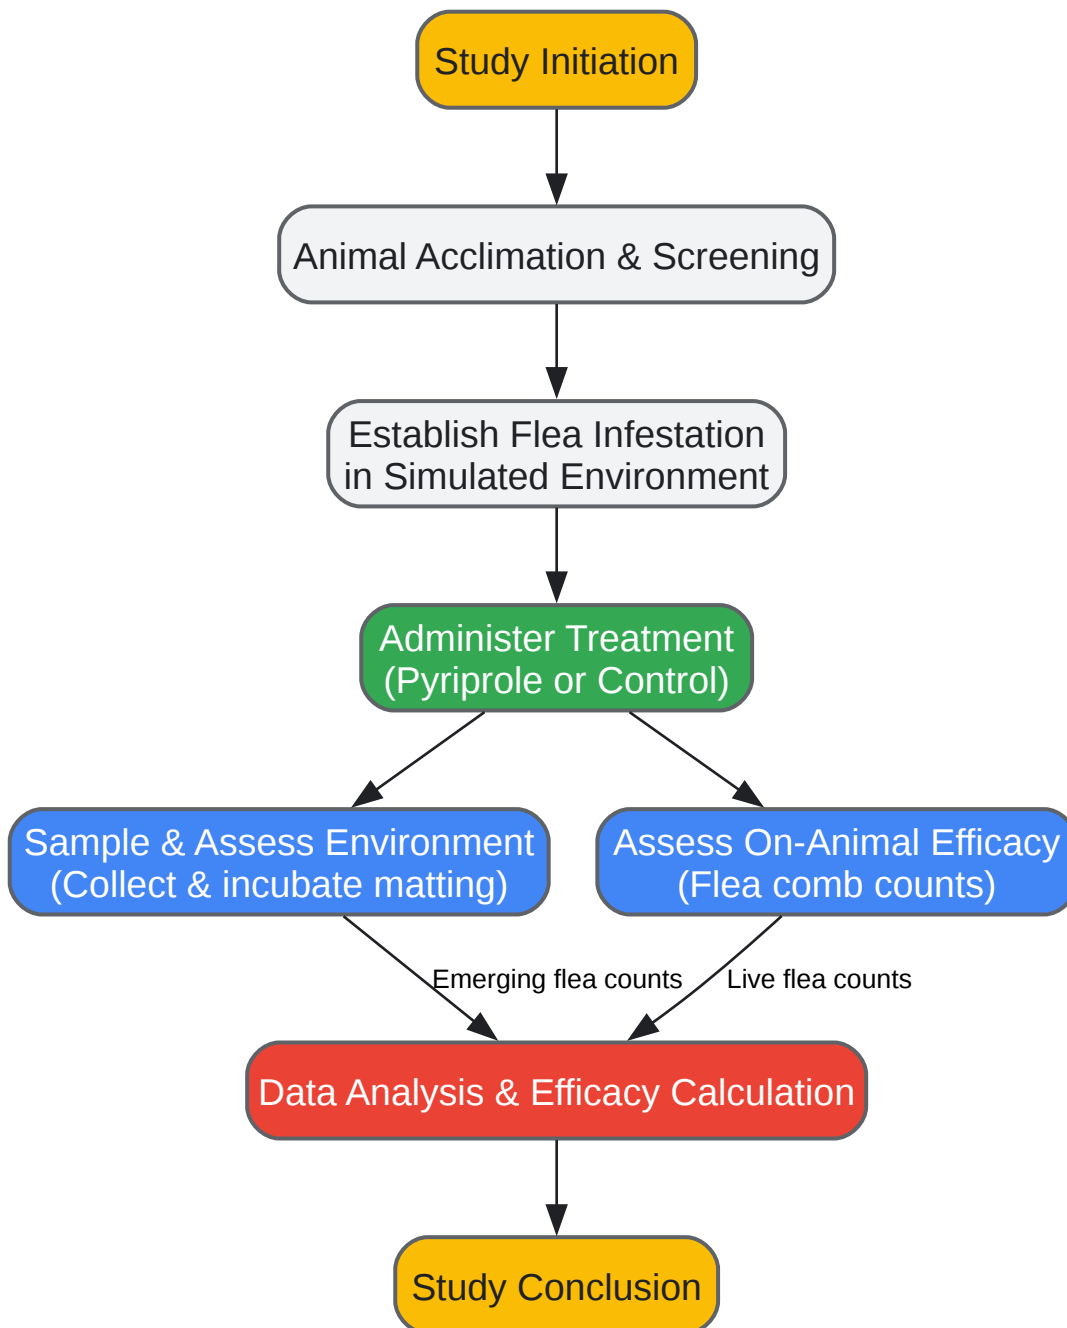 Study Initiation
Animal Acclimation & Screening
Establish Flea Infestation
in Simulated Environment
Administer Treatment
(Pyriprole or Control)
Sample & Assess Environment
(Collect & incubate matting)
Assess On-Animal Efficacy
(Flea comb counts)
Emerging flea counts
Live flea counts
Data Analysis & Efficacy Calculation
Study Conclusion